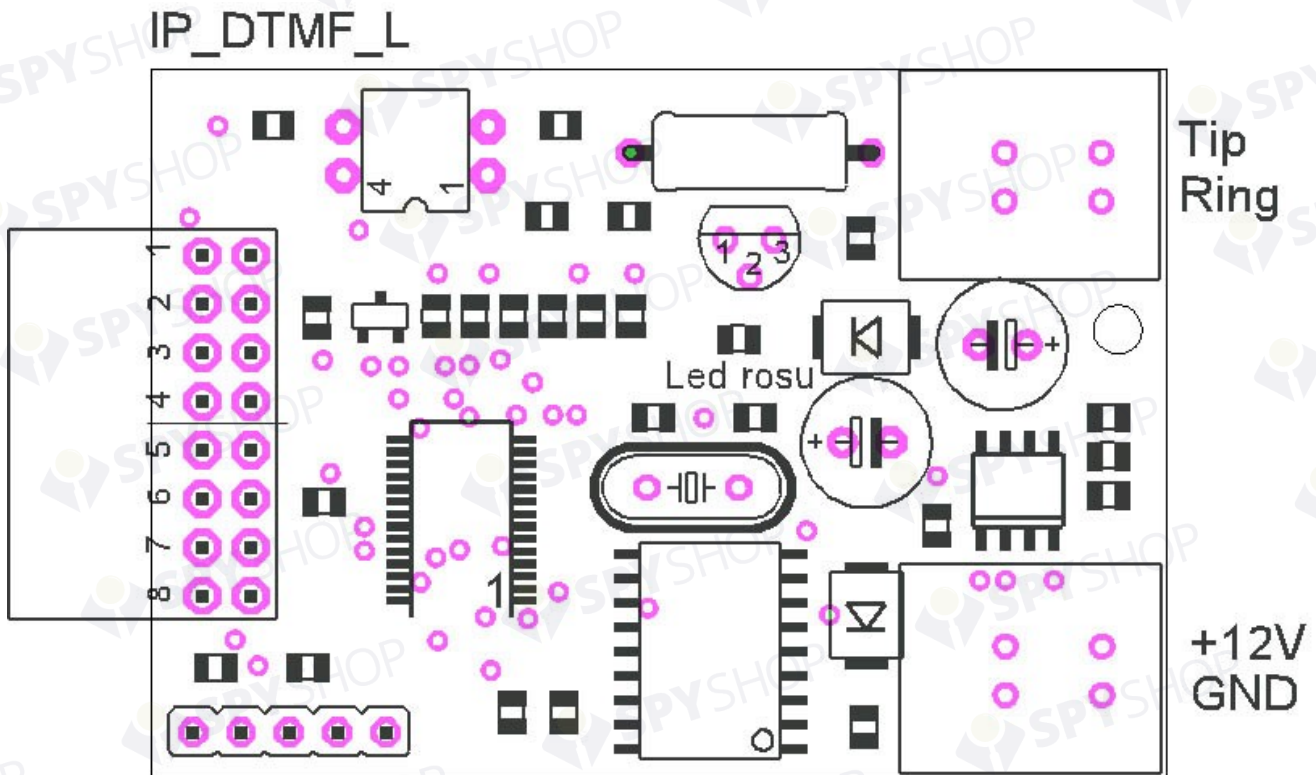 IP_DTMF_L
Tip
Ring
4 1
1
2
3
4
5
6
7
8
1 2 3
Led rosu
+
+
1
+12V
GND
SPYSHOP